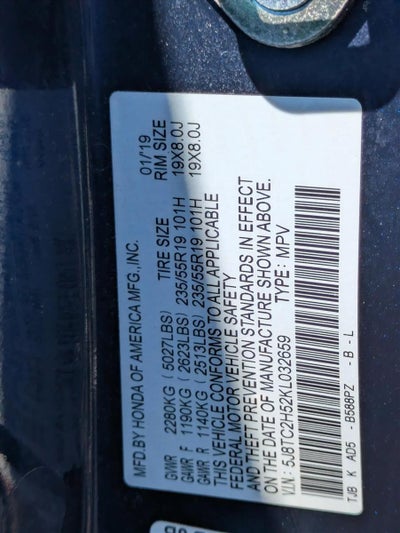 MFD.BY HONDA OF AMERICA MFG.,INC. 01/'19
TIRE SIZE RIM SIZE
GVWR 2280KG ( 5027LBS)
GAWR F 1190KG ( 2623LBS) 235/55R19 101H 19X8.0J
GAWR R 1140KG ( 2513LBS) 235/55R19 101H 19X8.0J
THIS VEHICLE CONFORMS TO ALL APPLICABLE
FEDERAL MOTOR VEHICLE SAFETY
AND THEFT PREVENTION STANDARDS IN EFFECT
ON THE DATE OF MANUFACTURE SHOWN ABOVE.
V.I.N.: 5J8TC2H52KL032659 TYPE: MPV
TJB K AD5 - B588PZ - B - L